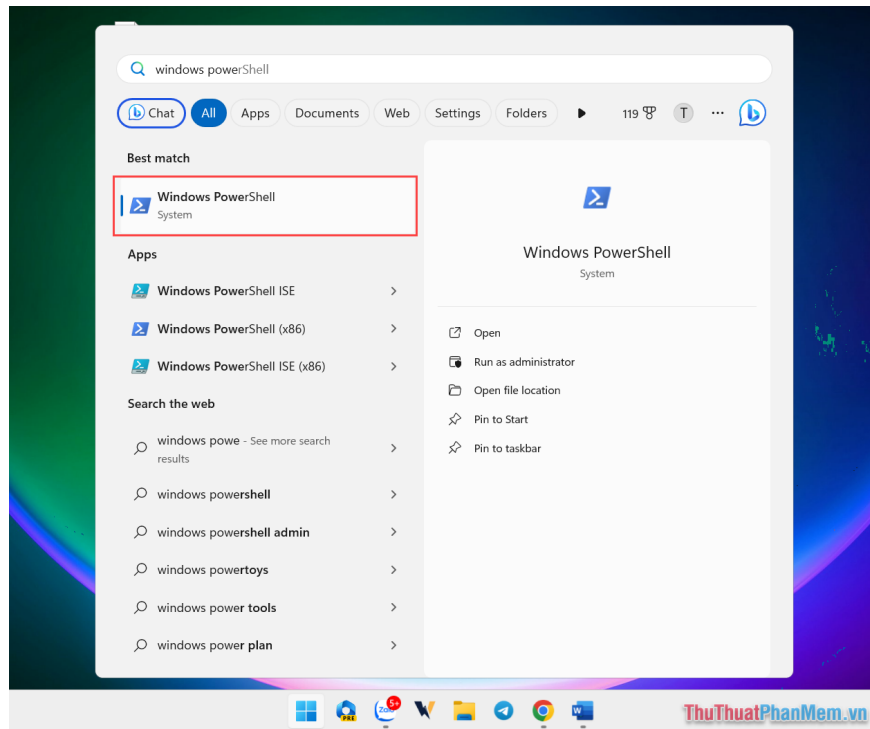 windows powerShell
Chat
All
Apps
Documents
Web
Settings
Folders
119
T
Best match
Windows PowerShell
System
Apps
Windows PowerShell ISE
Windows PowerShell (x86)
Windows PowerShell ISE (x86)
Search the web
windows powe - See more search
results
windows powershell
windows powershell admin
windows powertoys
windows power tools
windows power plan
Windows PowerShell
System
Open
Run as administrator
Open file location
Pin to Start
Pin to taskbar
PRE
Zalo
5+
W
ThuThuatPhanMem.vn